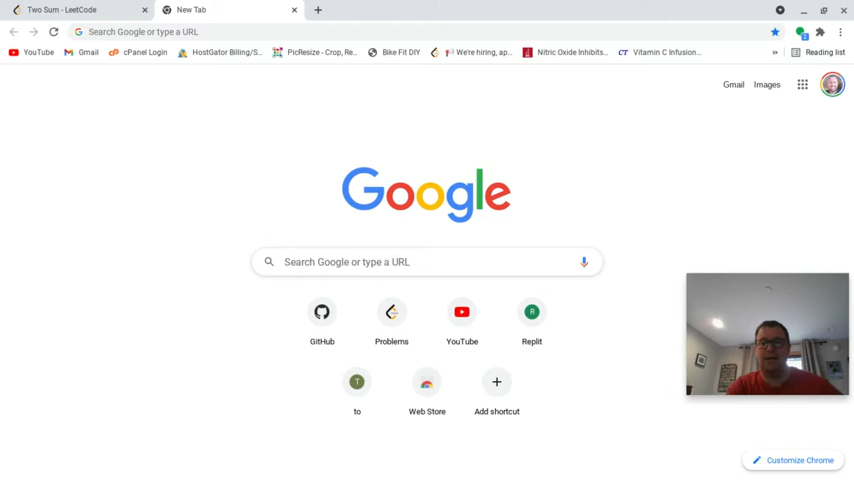 Two Sum - LeetCode
New Tab
Search Google or type a URL
YouTube
Gmail
cPanel Login
HostGator Billing/S...
PicResize - Crop, Re...
Bike Fit DIY
We're hiring, ap...
Nitric Oxide Inhibits...
CT Vitamin C Infusion...
Reading list
Gmail
Images
Google
Search Google or type a URL
GitHub
Problems
YouTube
R
Replit
T
to
Web Store
Add shortcut
Customize Chrome